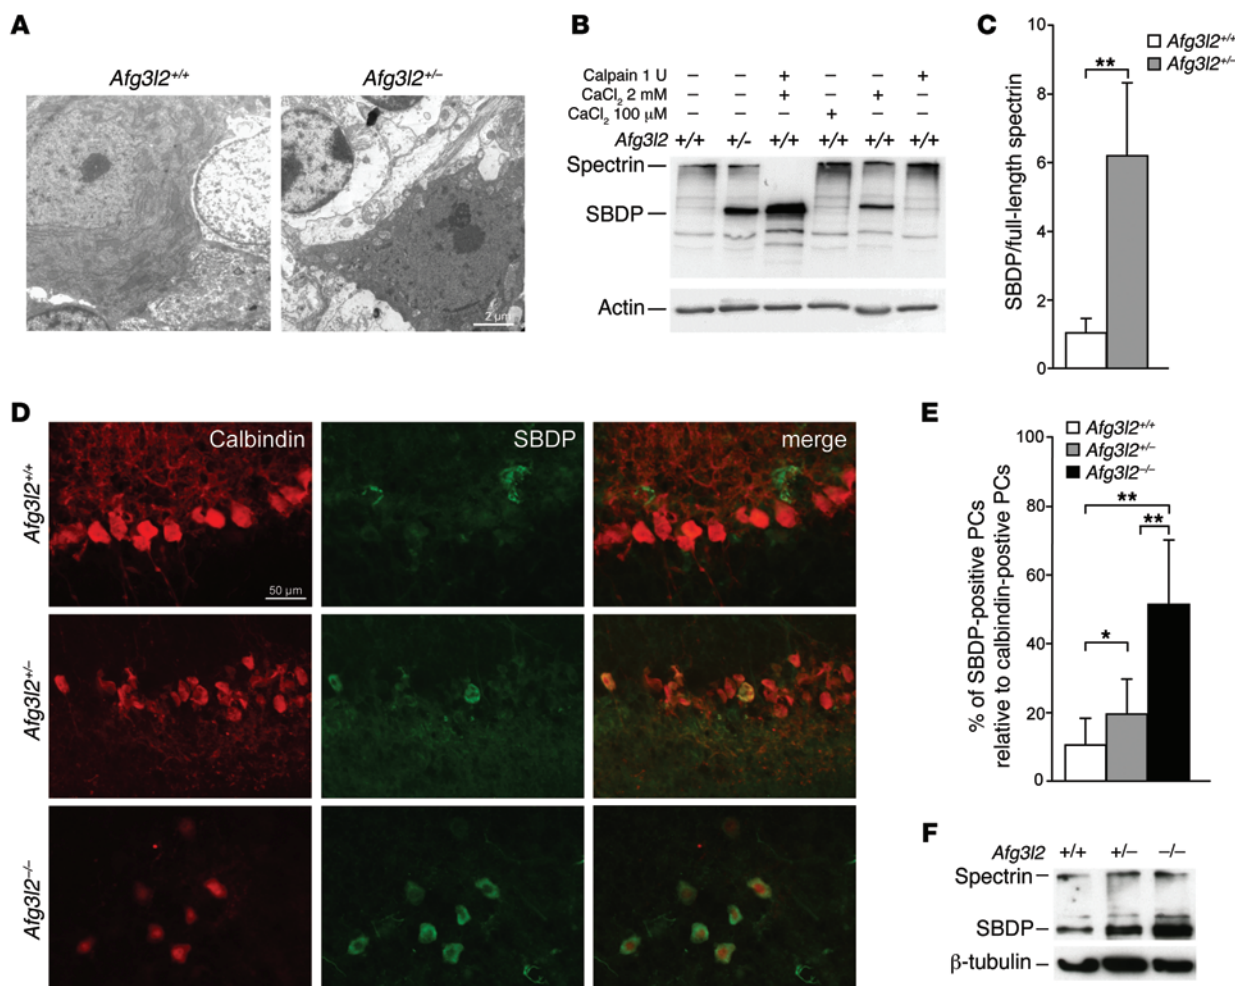 A
Afg3l2+/+
Afg3l2+/−
2 µm
B
Calpain 1 U − − + − − +
CaCl2 2 mM − − + − + −
CaCl2 100 µM − − − + − −
Afg3l2 +/+ +/- +/+ +/+ +/+ +/+
Spectrin
SBDP
Actin
C
10
8
6
4
2
0
SBDP/full-length spectrin
**
Afg3l2+/+
Afg3l2+/−
D
Calbindin
SBDP
merge
Afg3l2+/+
50 µm
Afg3l2+/−
Afg3l2−/−
E
Afg3l2+/+
Afg3l2+/−
Afg3l2−/−
100
80
60
40
20
0
% of SBDP-positive PCs
relative to calbindin-postive PCs
**
**
*
F
Afg3l2 +/+ +/− −/−
Spectrin
SBDP
β-tubulin